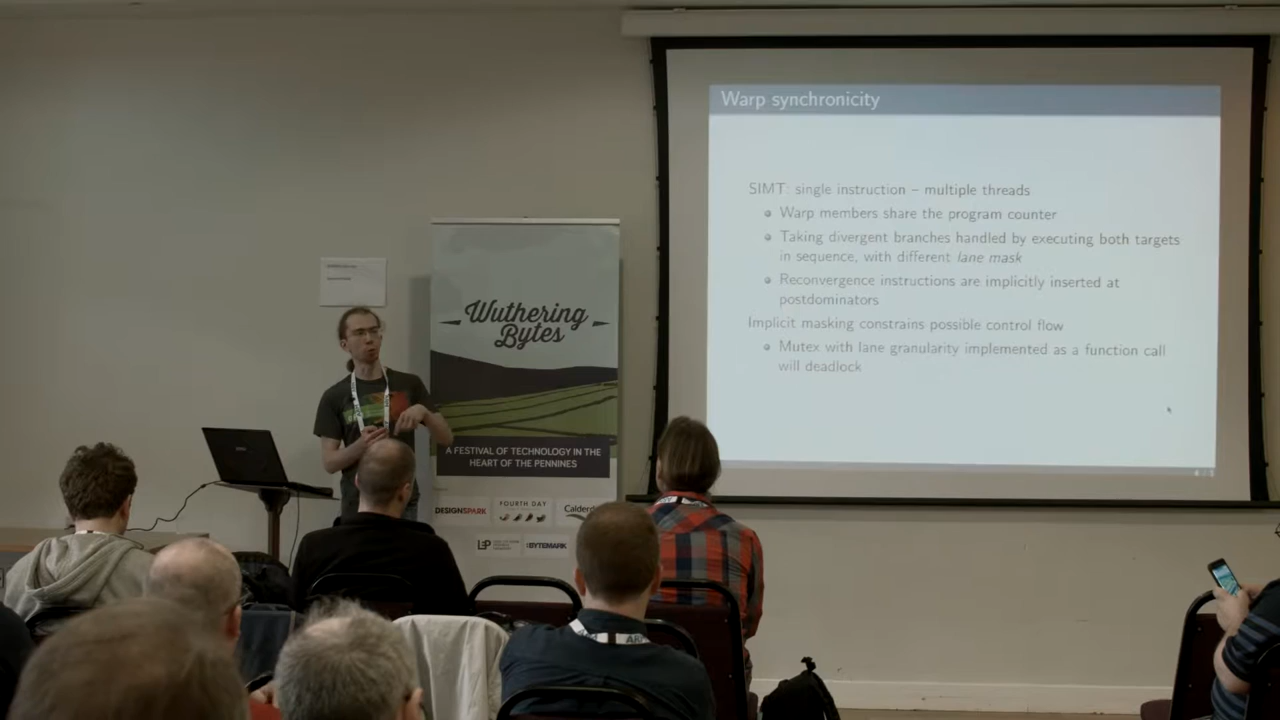 Warp synchronicity
SIMT: single instruction – multiple threads
Warp members share the program counter
Taking divergent branches handled by executing both targets
in sequence, with different lane mask
Reconvergence instructions are implicitly inserted at
postdominators
Implicit masking constrains possible control flow
Mutex with lane granularity implemented as a function call
will deadlock
Wuthering
Bytes
A FESTIVAL OF TECHNOLOGY IN THE
HEART OF THE PENNINES
DESIGNSPARK
FOURTH DAY
BYTEMARK